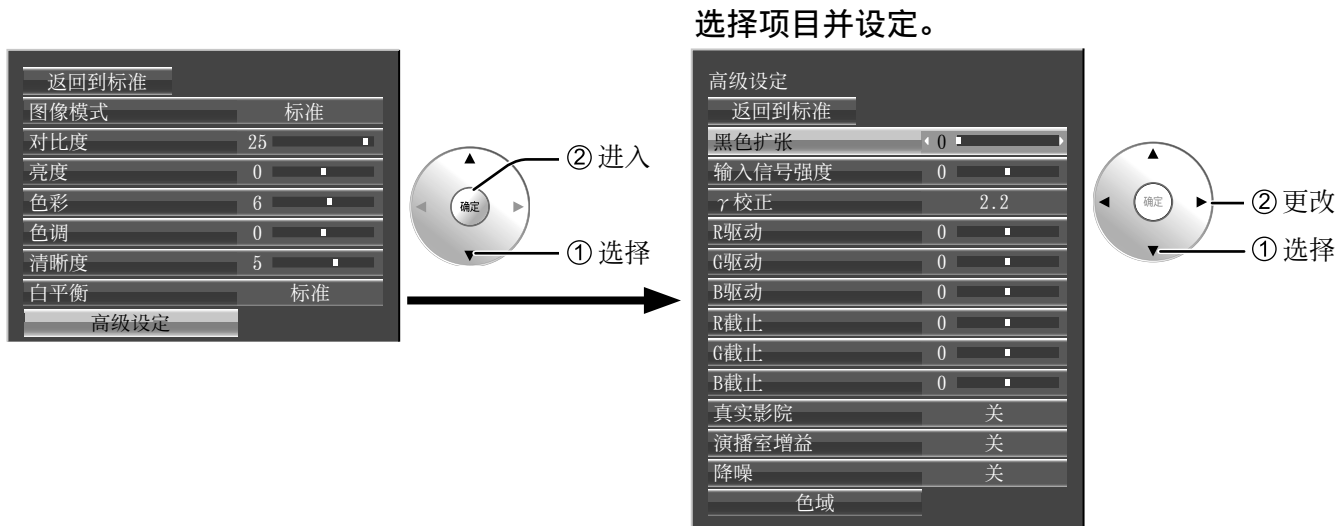 选择项目并设定。
返回到标准
图像模式 标准
对比度 25
亮度 0
色彩 6
色调 0
清晰度 5
白平衡 标准
高级设定
确定
②进入
①选择
高级设定
返回到标准
黑色扩张 0
输入信号强度 0
γ校正 2.2
R驱动 0
G驱动 0
B驱动 0
R截止 0
G截止 0
B截止 0
真实影院 关
演播室增益 关
降噪 关
色域
确定
②更改
①选择